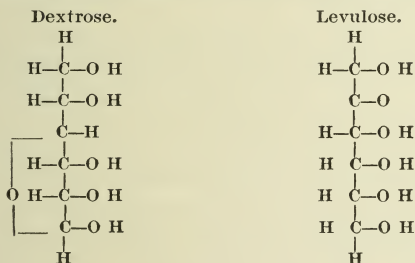 Dextrose.
H
H—C—O H
H—C—O H
C—H
H—C—O H
O H—C—O H
C—O H
H
Levulose.
H
H—C—O H
C—O
H—C—O H
H C—O H
H C—O H
H C—O H
H